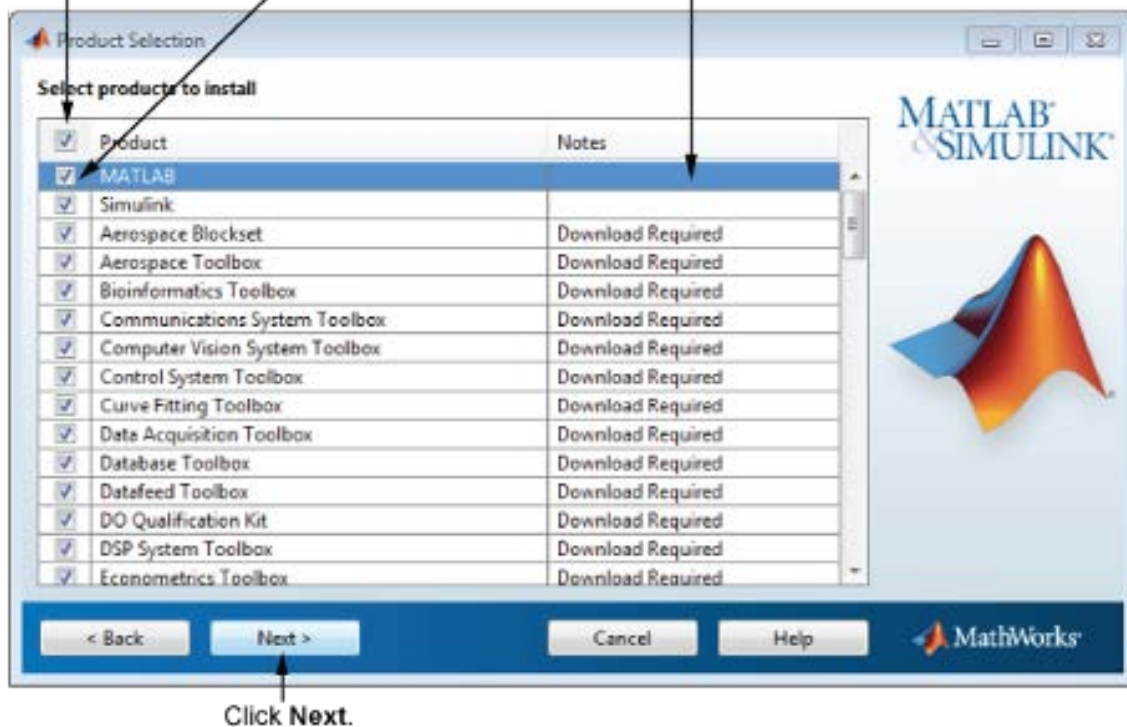 Product Selection
Select products to install
Product Notes
MATLAB
Simulink
Aerospace Blockset Download Required
Aerospace Toolbox Download Required
Bioinformatics Toolbox Download Required
Communications System Toolbox Download Required
Computer Vision System Toolbox Download Required
Control System Toolbox Download Required
Curve Fitting Toolbox Download Required
Data Acquisition Toolbox Download Required
Database Toolbox Download Required
Datafeed Toolbox Download Required
DO Qualification Kit Download Required
DSP System Toolbox Download Required
Econometrics Toolbox Download Required
MATLAB®
&SIMULINK®
< Back Next > Cancel Help MathWorks®
Click Next.